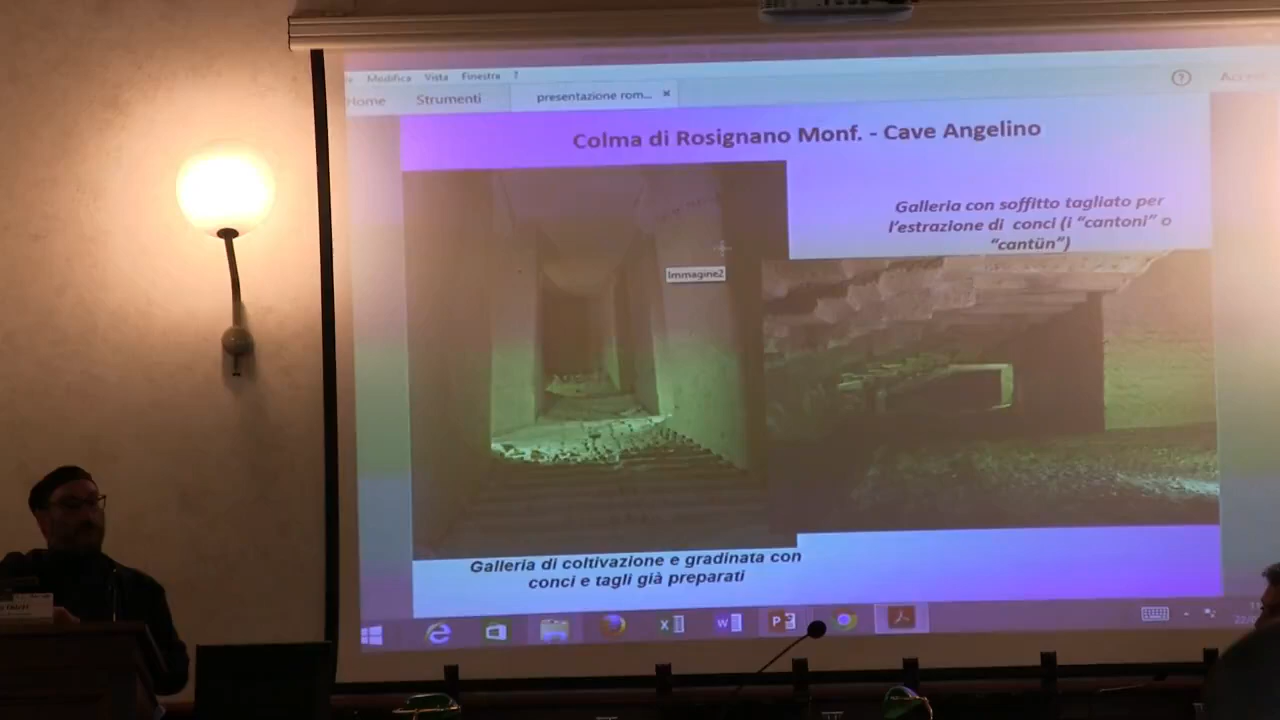 Modifica Vista Finestra ?
Home Strumenti presentazione rom... ×
?
Colma di Rosignano Monf. - Cave Angelino
Galleria con soffitto tagliato per
l'estrazione di conci (i "cantoni" o
"cantün")
Immagine2
Galleria di coltivazione e gradinata con
conci e tagli già preparati